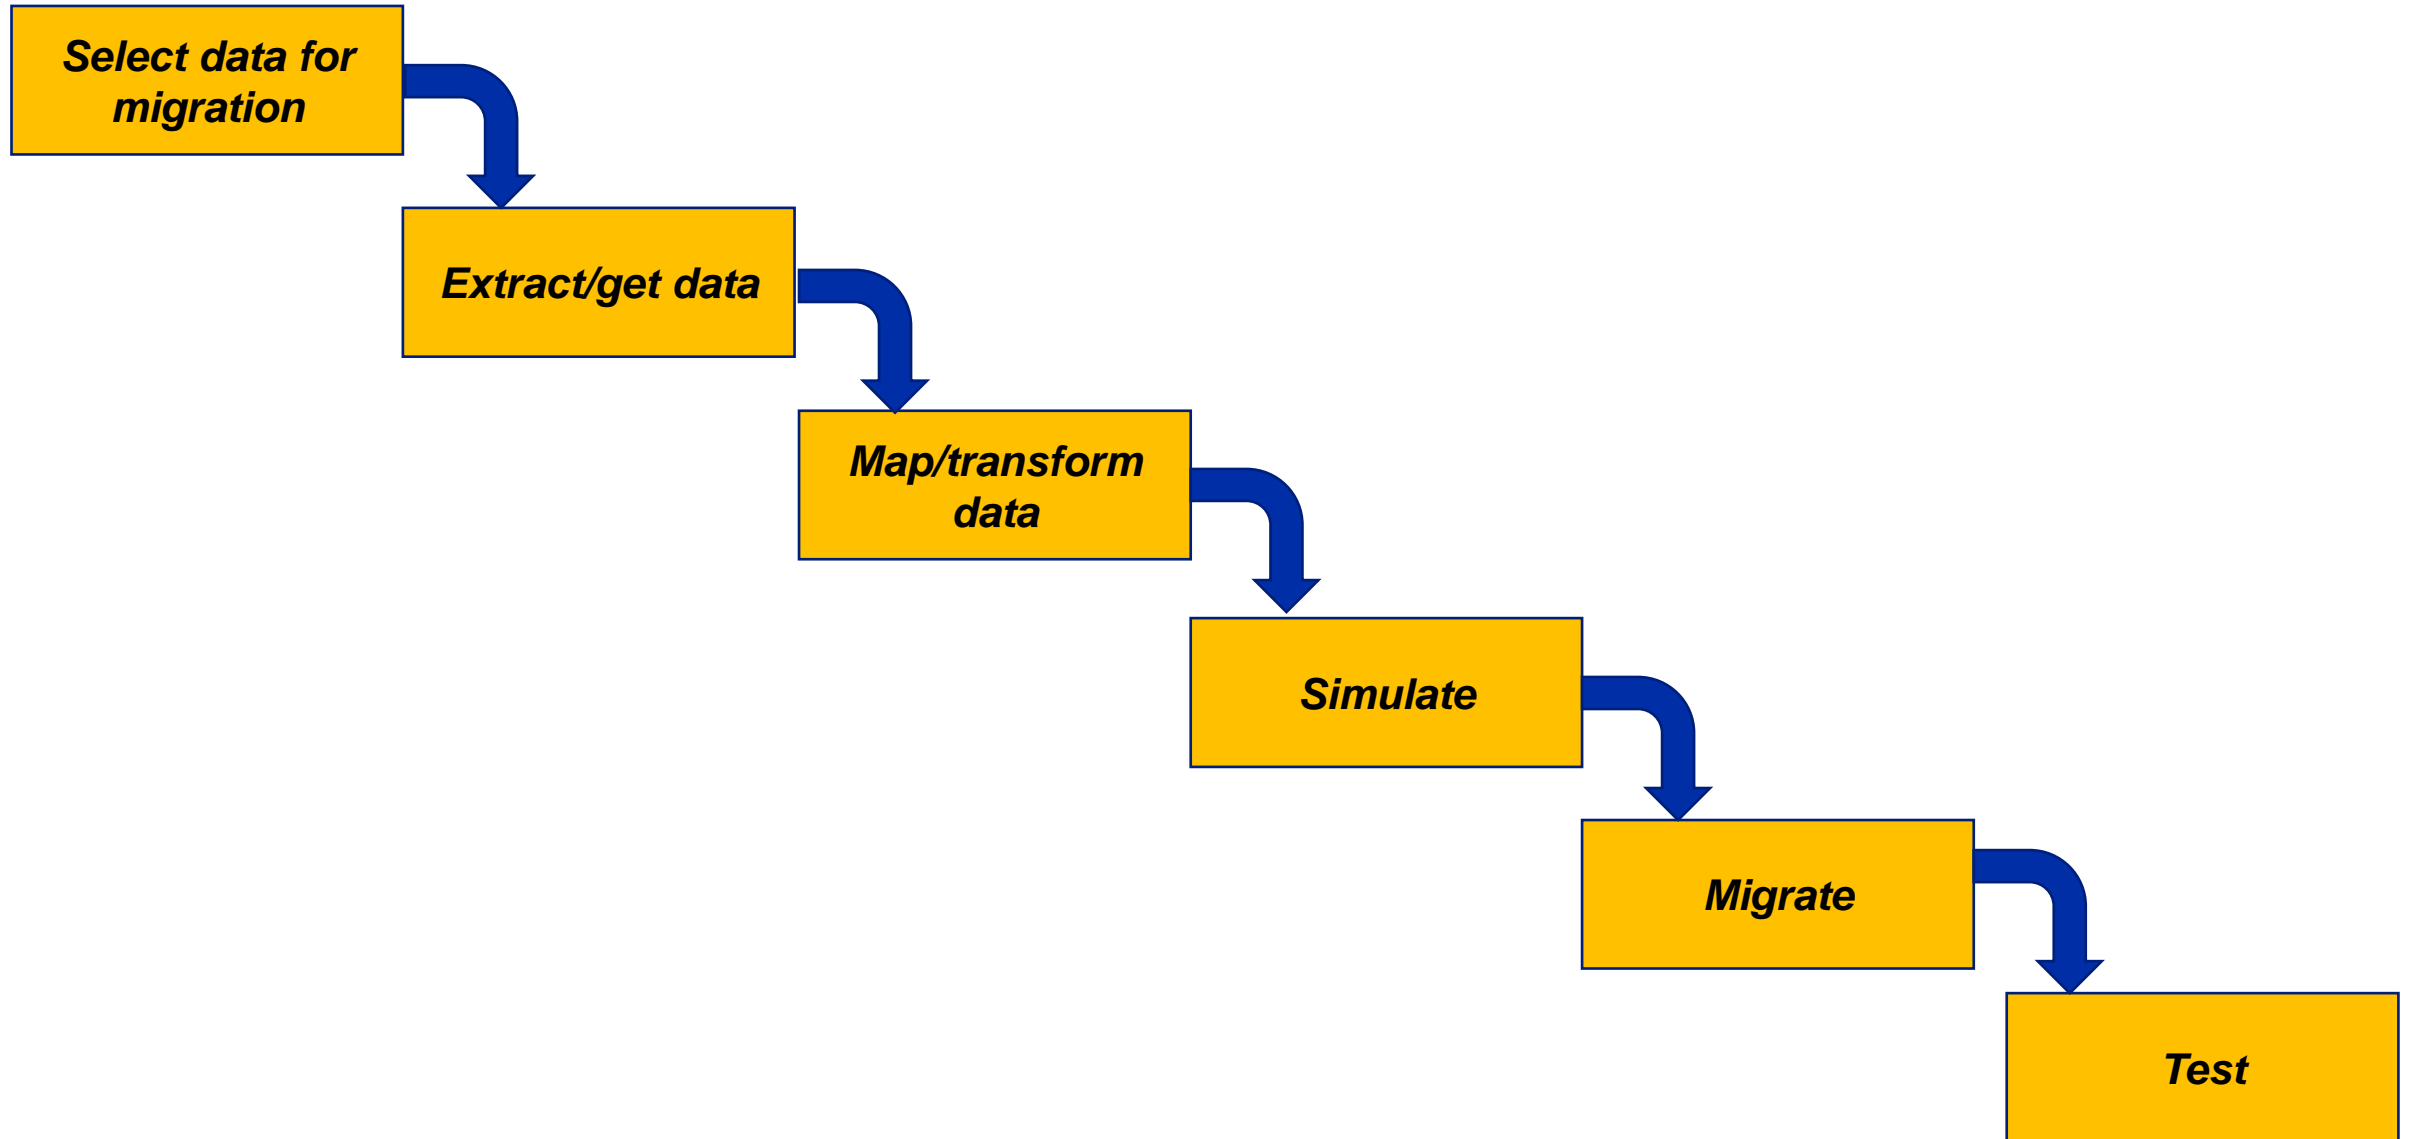 Select data for
migration
Extract/get data
Map/transform
data
Simulate
Migrate
Test